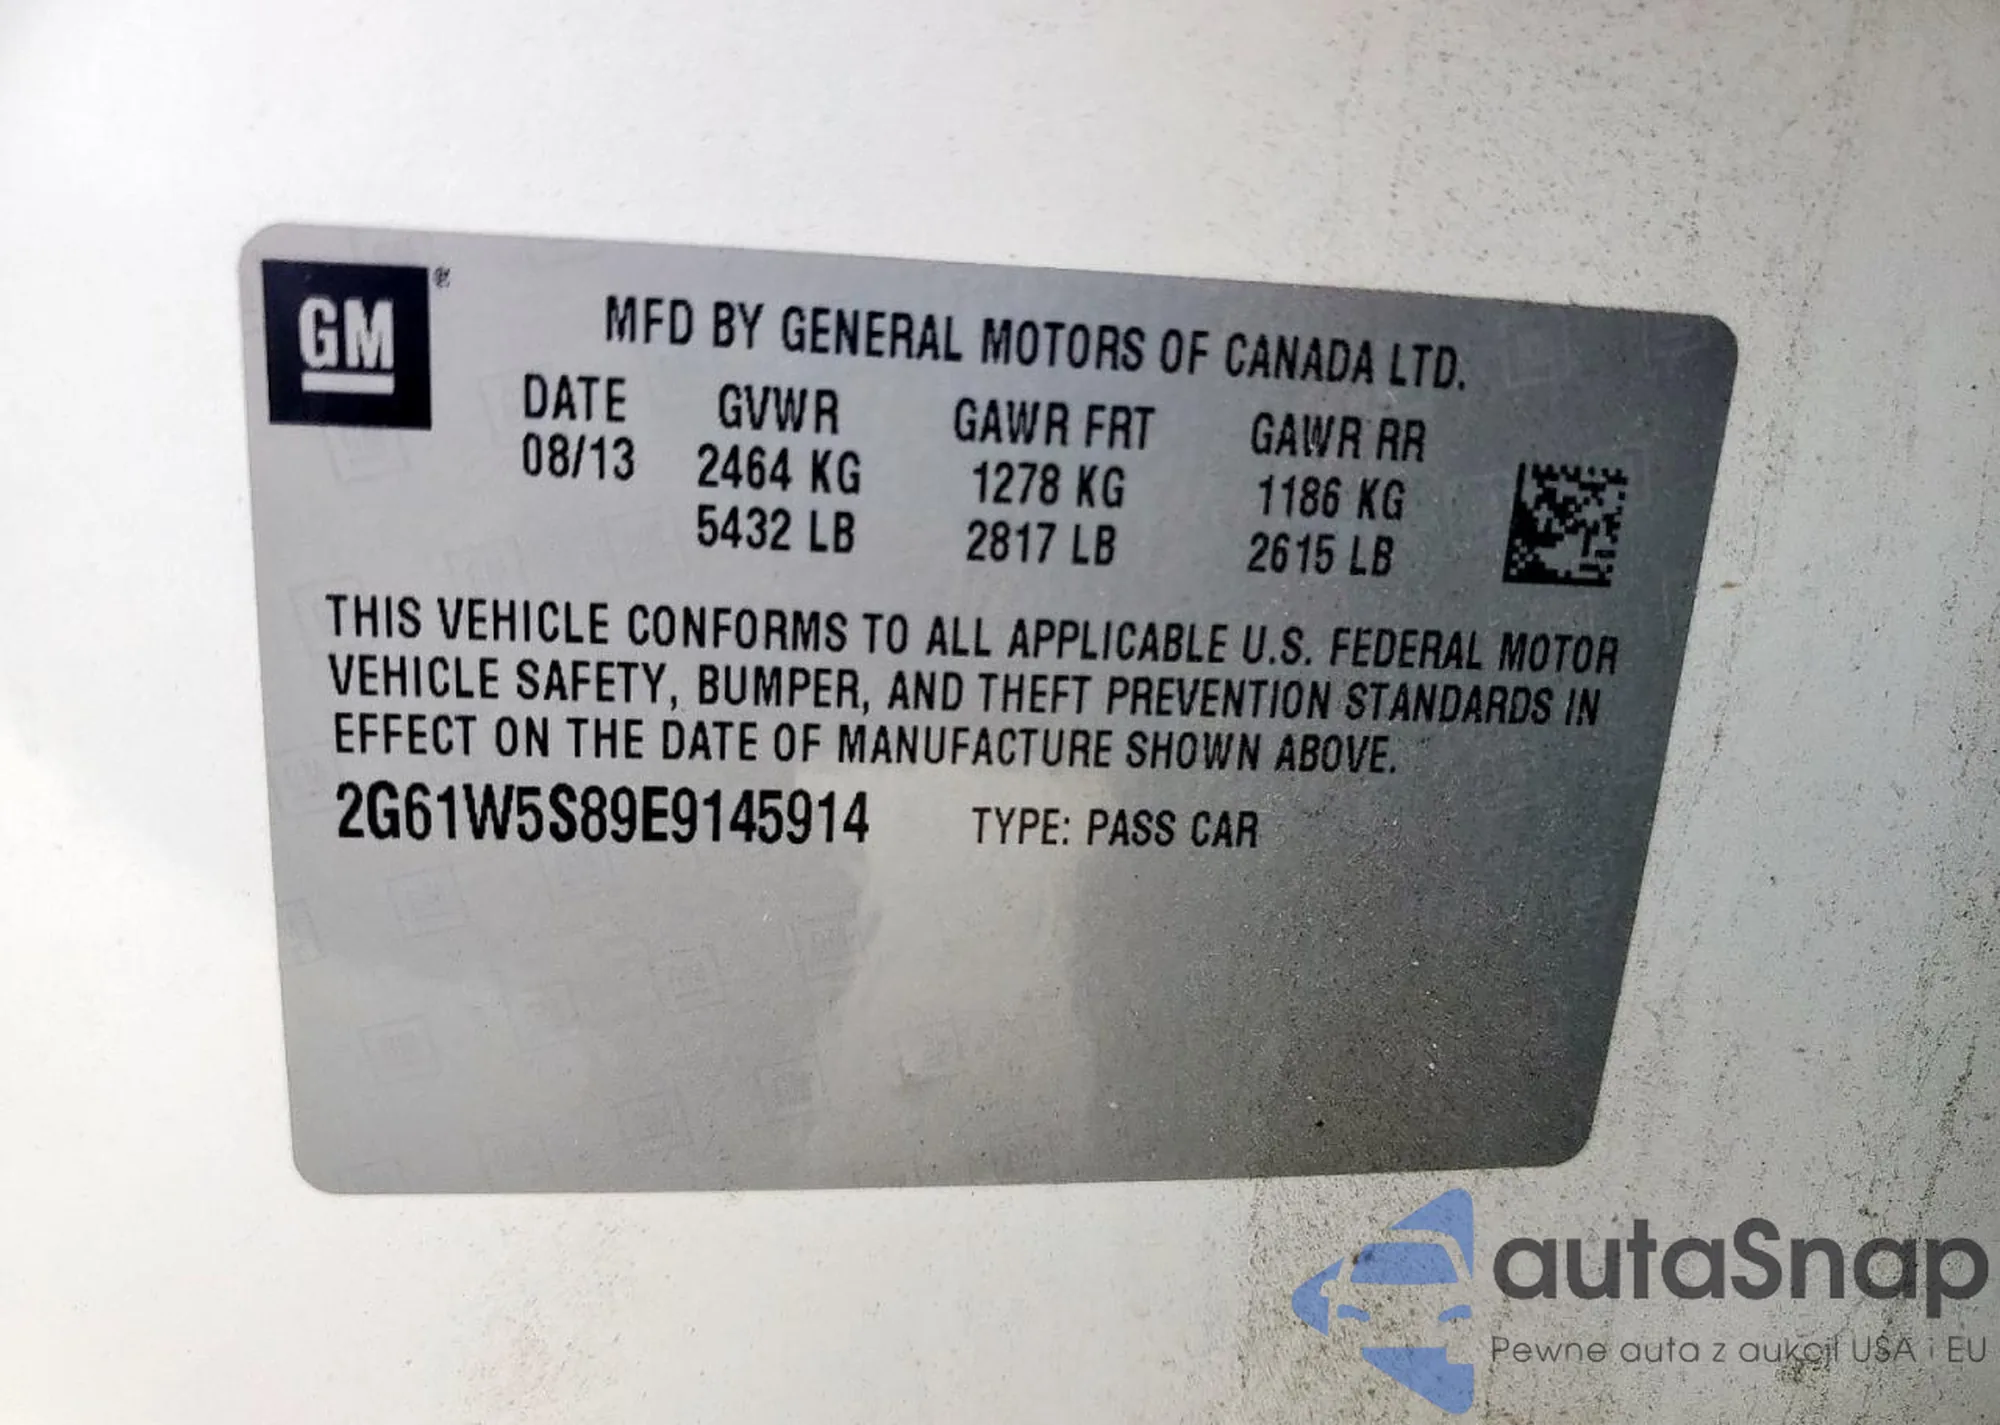 GM ®
MFD BY GENERAL MOTORS OF CANADA LTD.
DATE GVWR GAWR FRT GAWR RR
08/13 2464 KG 1278 KG 1186 KG
5432 LB 2817 LB 2615 LB
THIS VEHICLE CONFORMS TO ALL APPLICABLE U.S. FEDERAL MOTOR
VEHICLE SAFETY, BUMPER, AND THEFT PREVENTION STANDARDS IN
EFFECT ON THE DATE OF MANUFACTURE SHOWN ABOVE.
2G61W5S89E9145914 TYPE: PASS CAR
autaSnap
Pewne auta z aukcji USA i EU